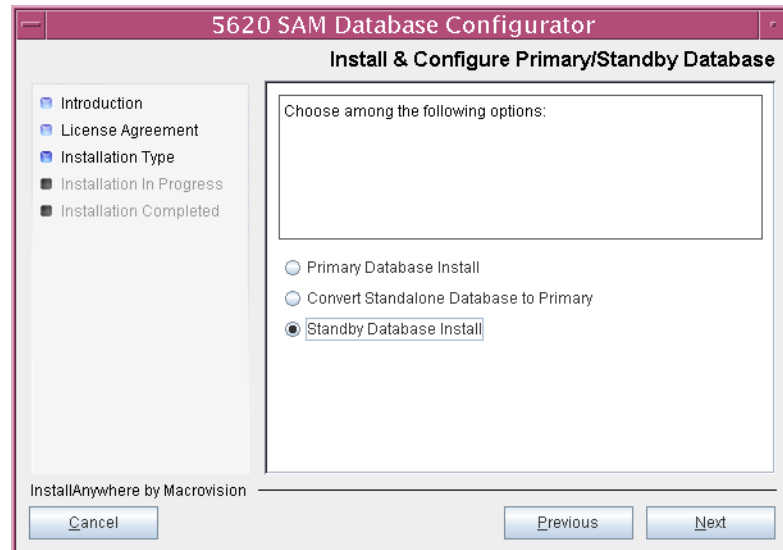 5620 SAM Database Configurator
Install & Configure Primary/Standby Database
Introduction
License Agreement
Installation Type
Installation In Progress
Installation Completed
Choose among the following options:
Primary Database Install
Convert Standalone Database to Primary
Standby Database Install
InstallAnywhere by Macrovision
Cancel
Previous
Next